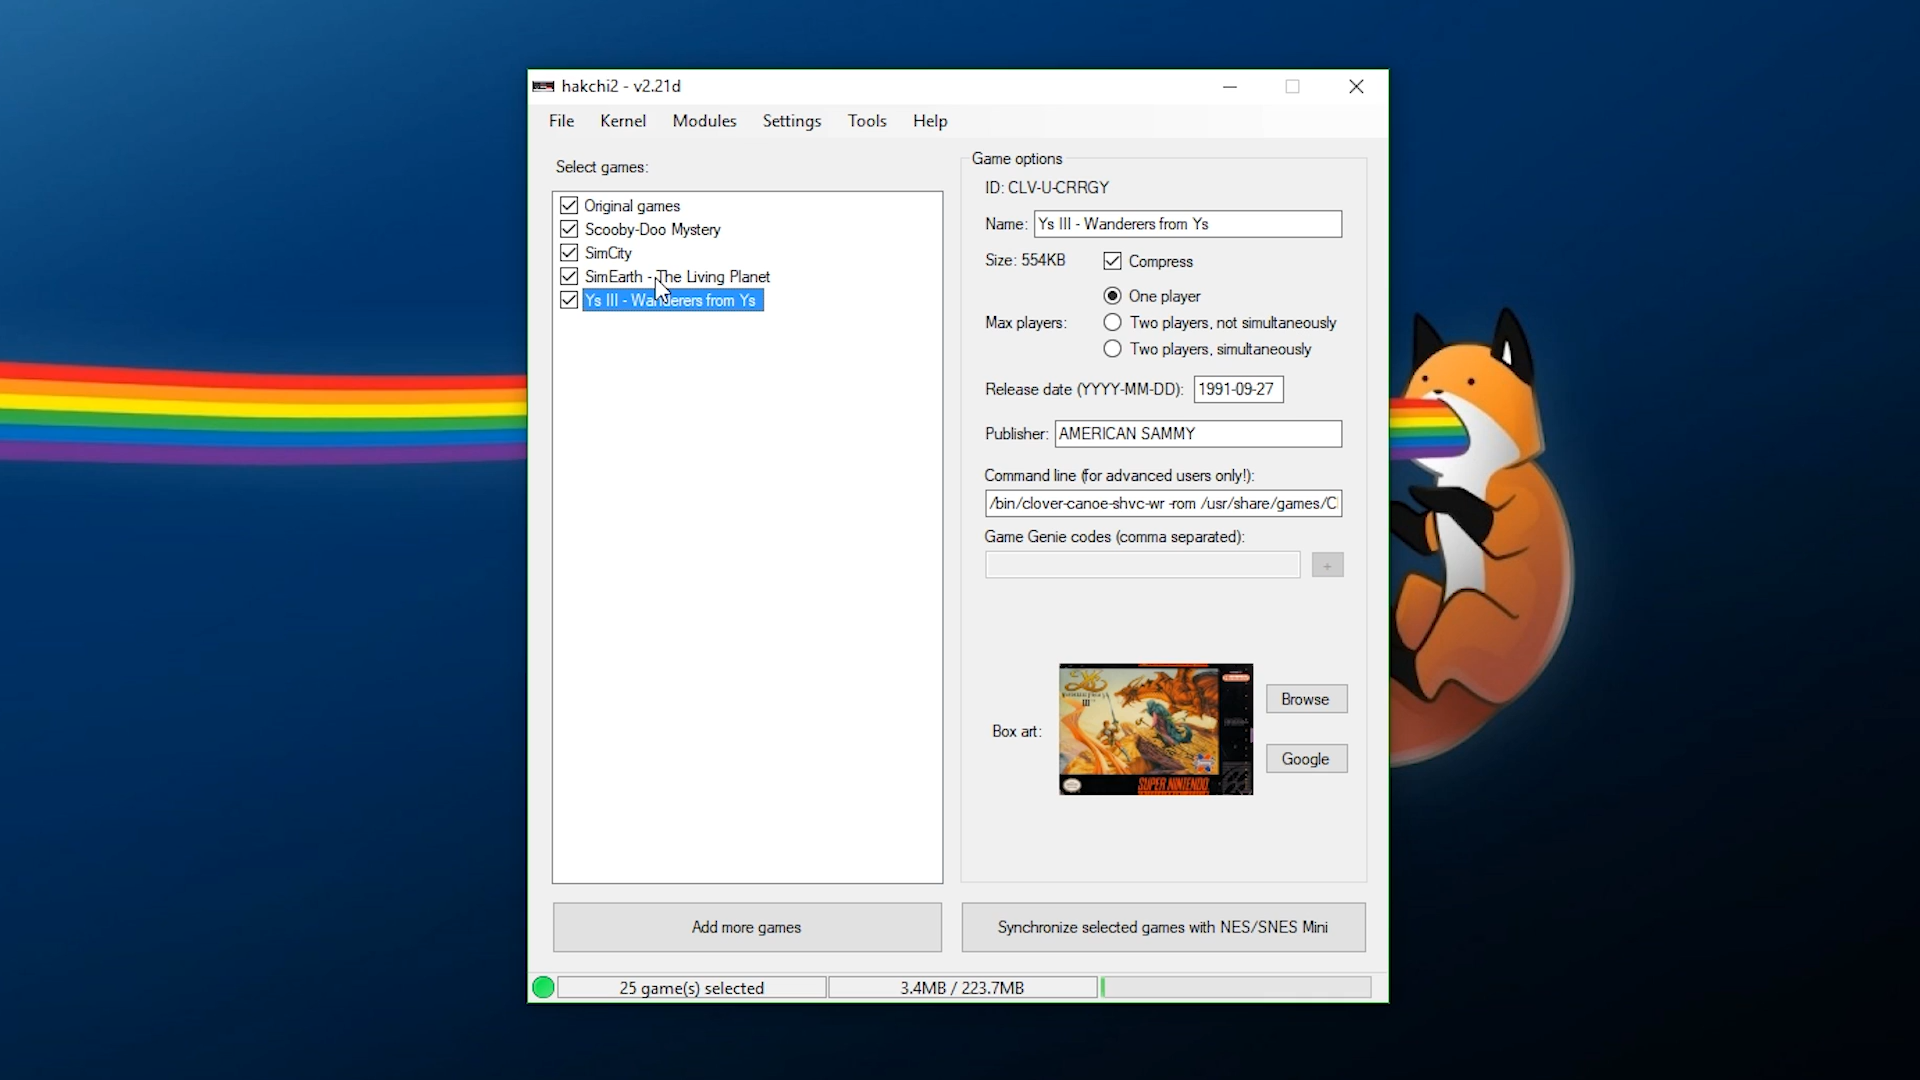 hakchi2 - v2.21d
File Kernel Modules Settings Tools Help
Select games:
Original games
Scooby-Doo Mystery
SimCity
SimEarth - The Living Planet
Ys III - Wanderers from Ys
Game options
ID: CLV-U-CRRGY
Name: Ys III - Wanderers from Ys
Size: 554KB Compress
One player
Max players: Two players, not simultaneously
Two players, simultaneously
Release date (YYYY-MM-DD): 1991-09-27
Publisher: AMERICAN SAMMY
Command line (for advanced users only!):
/bin/clover-canoe-shvc-wr -rom /usr/share/games/C
Game Genie codes (comma separated):
+
Box art:
Ys
III
SUPER NINTENDO
Browse
Google
Add more games
Synchronize selected games with NES/SNES Mini
25 game(s) selected
3.4MB / 223.7MB